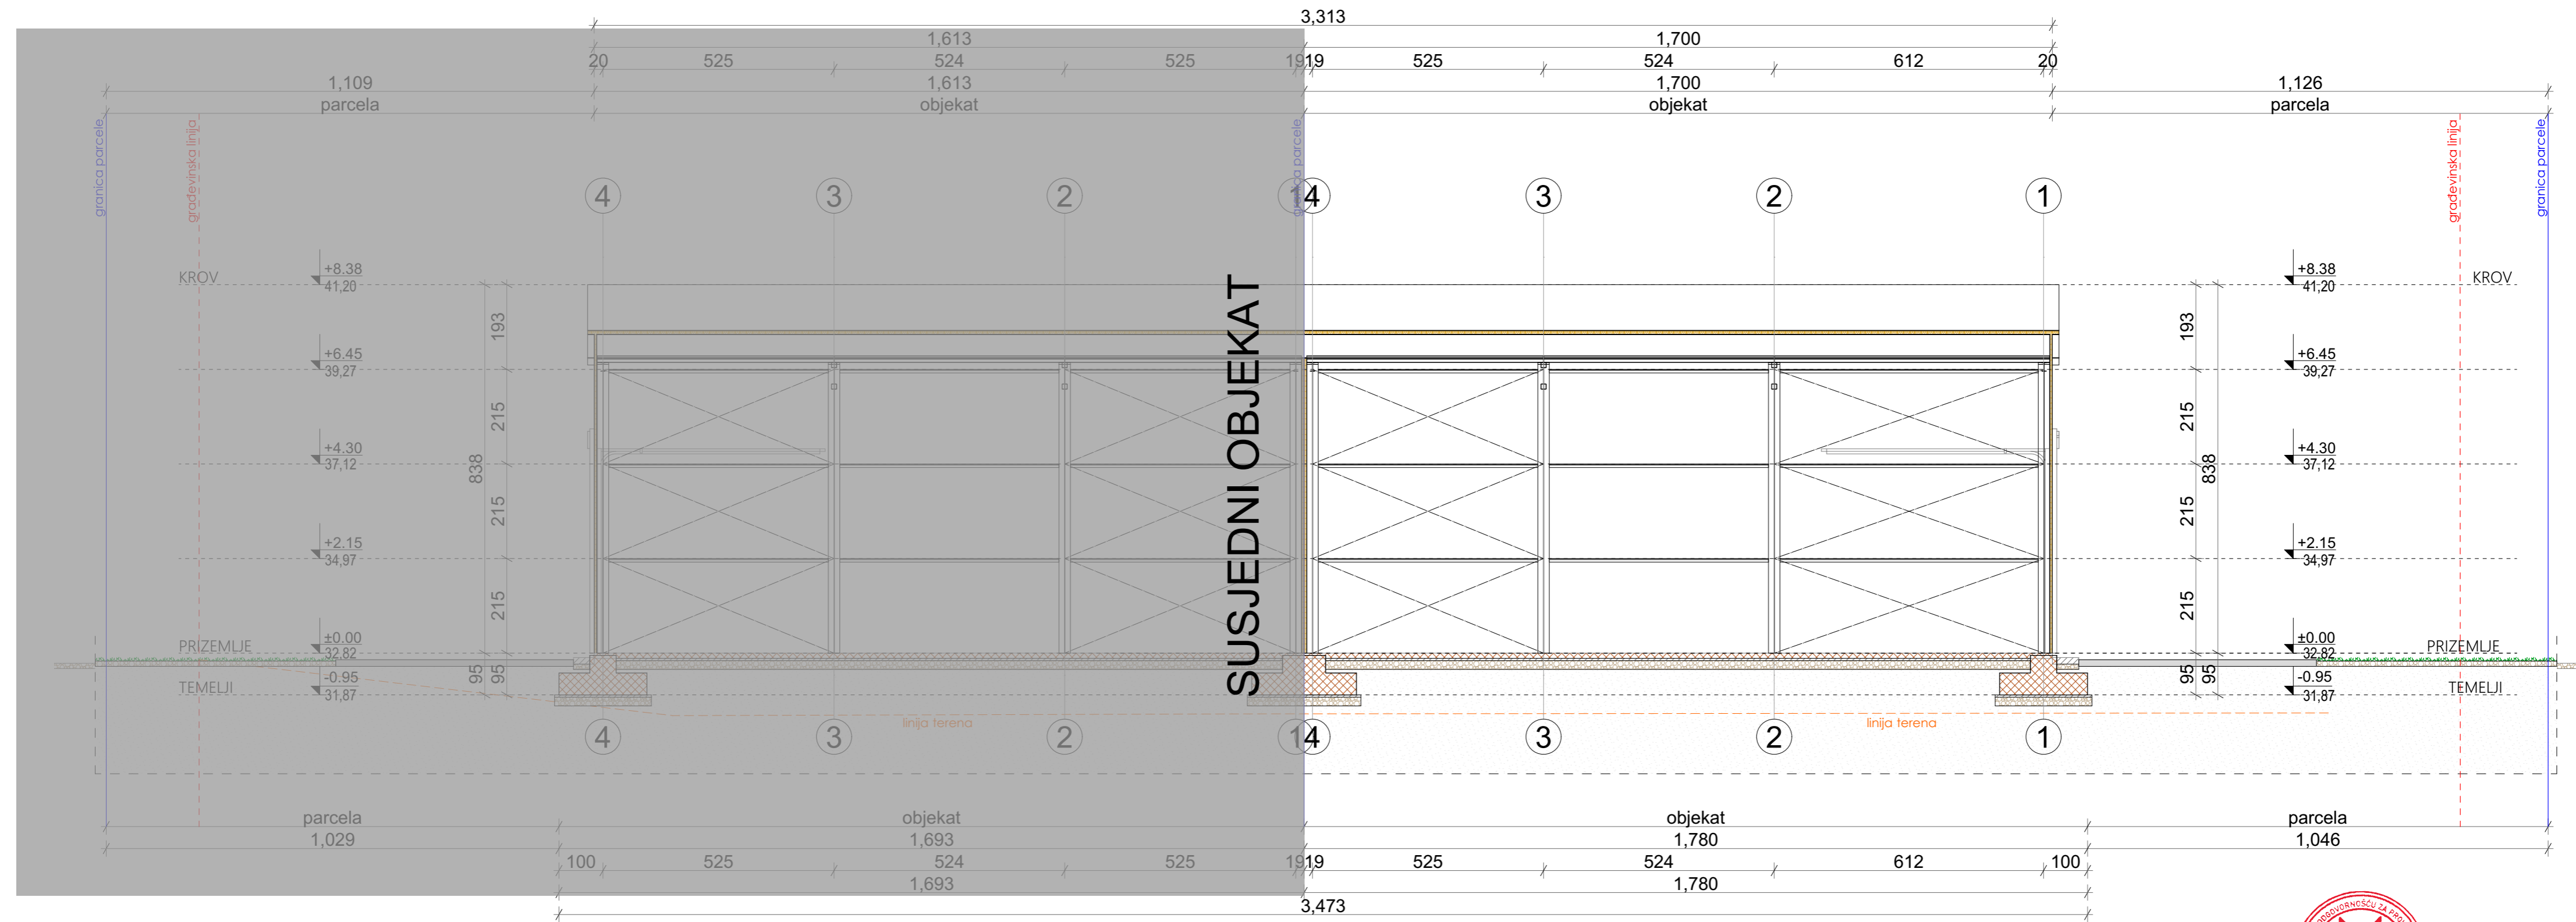 3,313
1,613 1,700
20 525 524 525 19 19 525 524 612 20
1,109 1,613 1,700 1,126
parcela objekat objekat parcela
granica parcele
građevinska linija
granica parcele
građevinska linija
granica parcele
4 3 2 1 4 3 2 1
KROV +8.38 +8.38 KROV
41,20 41,20
193 193
+6.45 +6.45
39,27 39,27
215 215
+4.30 +4.30
37,12 37,12
838 838
215 215
+2.15 +2.15
34,97 34,97
215 215
SUSJEDNI OBJEKAT
PRIZEMLJE ±0.00 ±0.00 PRIZEMLJE
32,82 32,82
95 95 95 95
TEMELJI -0.95 -0.95 TEMELJI
31,87 31,87
linija terena linija terena
4 3 2 1 4 3 2 1
parcela objekat objekat parcela
1,029 1,693 1,780 1,046
100 525 524 525 19 19 525 524 612 100
1,693 1,780
3,473
ODGOVORNOŠĆU ZA